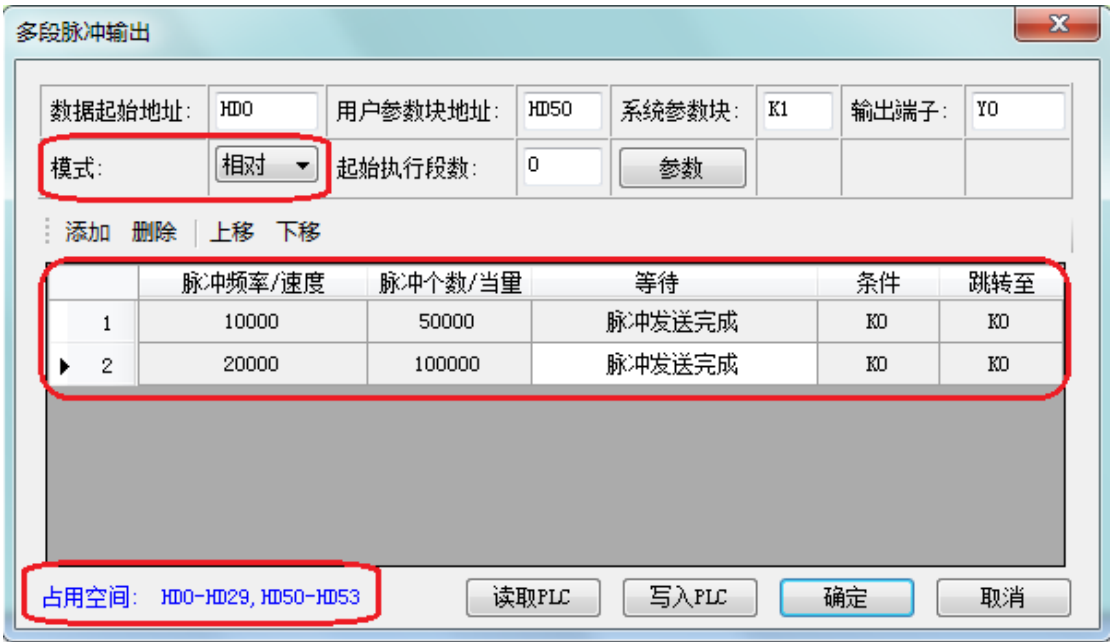 多段脉冲输出
数据起始地址: HD0 用户参数块地址: HD50 系统参数块: K1 输出端子: Y0
模式: 相对 起始执行段数: 0 参数
添加 删除 上移 下移
脉冲频率/速度 脉冲个数/当量 等待 条件 跳转至
1 10000 50000 脉冲发送完成 K0 K0
2 20000 100000 脉冲发送完成 K0 K0
占用空间: HD0-HD29, HD50-HD53 读取PLC 写入PLC 确定 取消